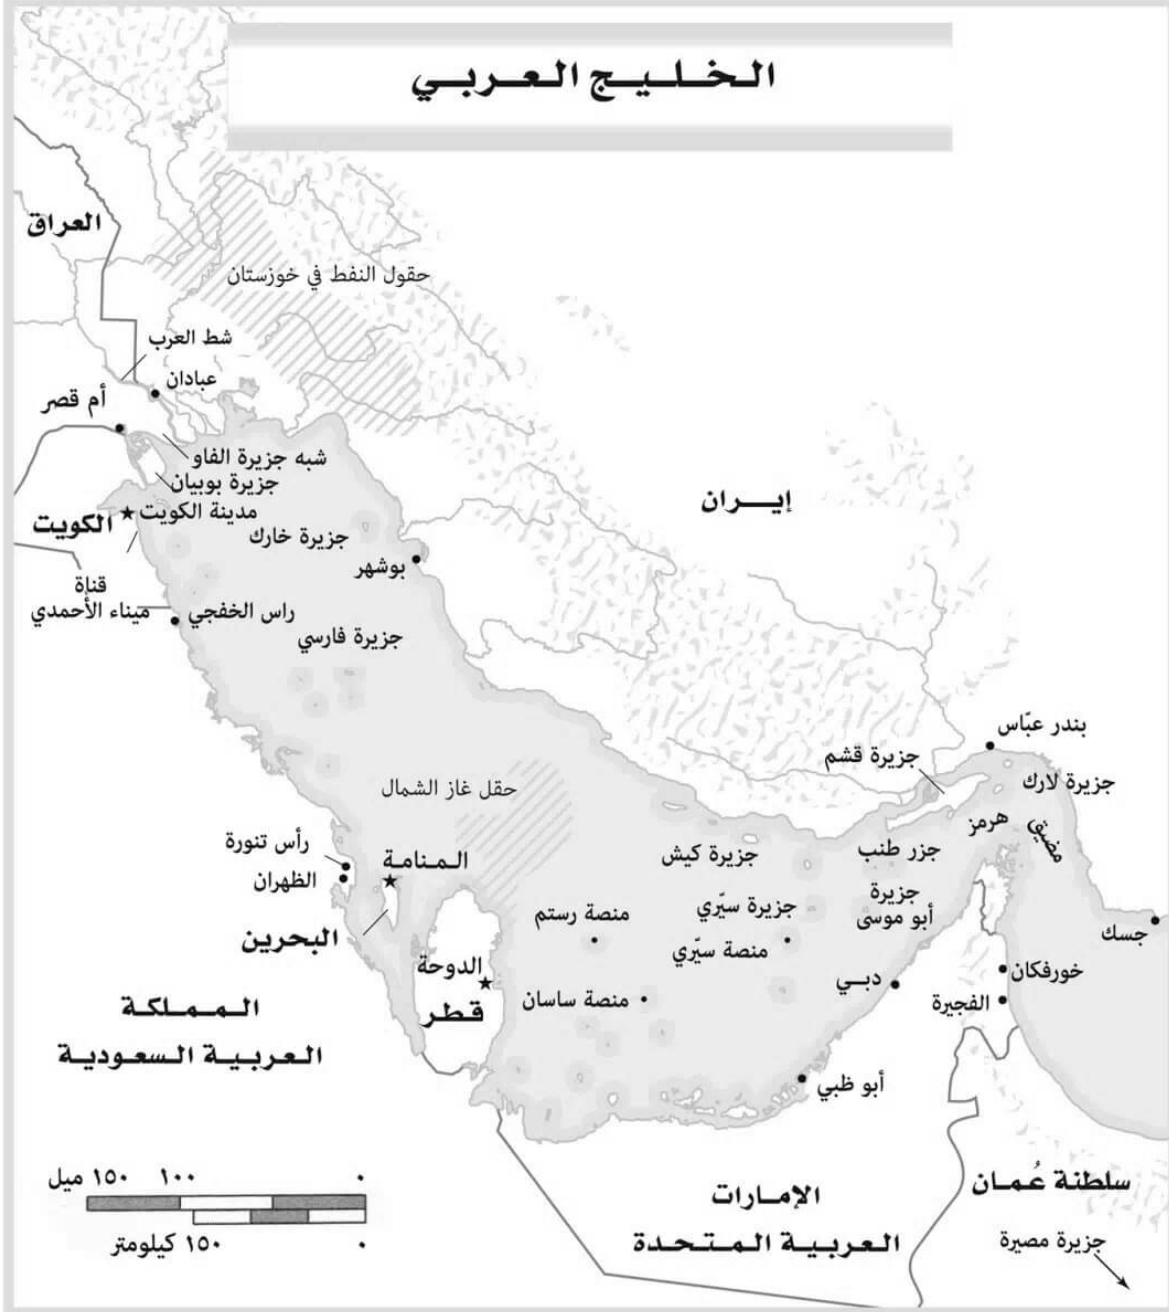 الخليج العربي
العراق
حقول النفط في خوزستان
شط العرب
عبادان
أم قصر
شبه جزيرة الفاو
جزيرة بوبيان
مدينة الكويت
الكويت
جزيرة خارك
إيران
بوشهر
قناة
ميناء الأحمدي
راس الخفجي
جزيرة فارسي
بندر عبّاس
جزيرة قشم
جزيرة لارك
حقل غاز الشمال
مضيق هرمز
رأس تنورة
الظهران
المنامة
جزيرة كيش
جزر طنب
جزيرة
أبو موسى
جزيرة سيّري
منصة رستم
منصة سيّري
جسك
البحرين
الدوحة
قطر
منصة ساسان
دبي
خورفكان
الفجيرة
المملكة
العربية السعودية
أبو ظبي
٠ ١٠٠ ١٥٠ ميل
٠ ١٥٠ كيلومتر
الإمارات
العربية المتحدة
سلطنة عُمان
جزيرة مصيرة